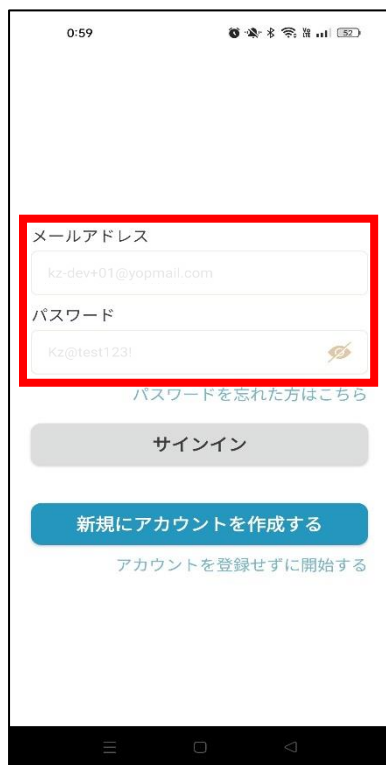 0:59
52
メールアドレス
kz-dev+01@yopmail.com
パスワード
Kz@test123!
パスワードを忘れた方はこちら
サインイン
新規にアカウントを作成する
アカウントを登録せずに開始する